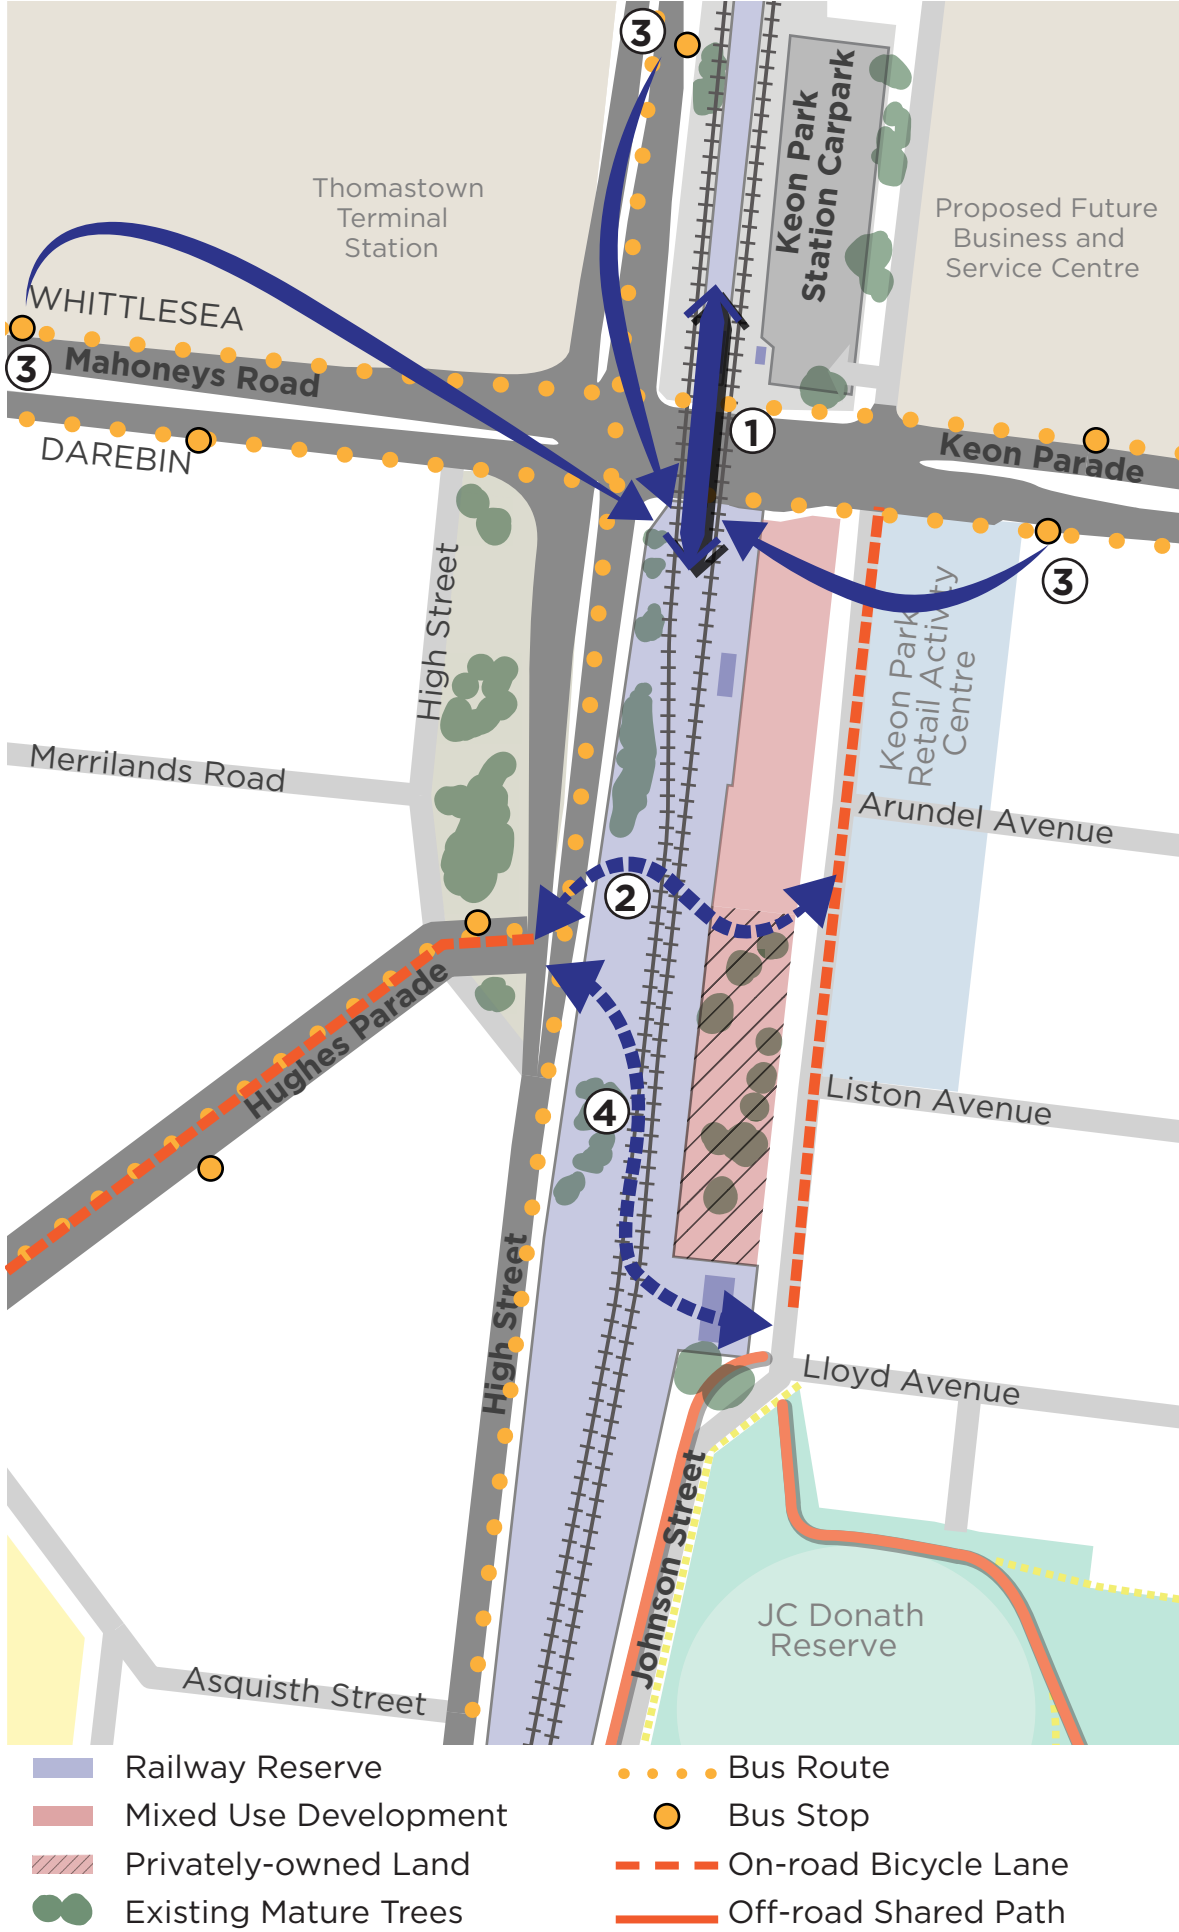 3
Keon Park
Station Carpark
Thomastown
Terminal
Station
Proposed Future
Business and
Service Centre
WHITTLESEA
3
Mahoneys Road
1
DAREBIN
Keon Parade
3
High Street
Keon Park
Retail Activity
Centre
Merrilands Road
Arundel Avenue
2
Hughes Parade
4
Liston Avenue
High Street
Lloyd Avenue
Johnson Street
JC Donath
Reserve
Asquisth Street
Railway Reserve
Mixed Use Development
Privately-owned Land
Existing Mature Trees
Bus Route
Bus Stop
On-road Bicycle Lane
Off-road Shared Path